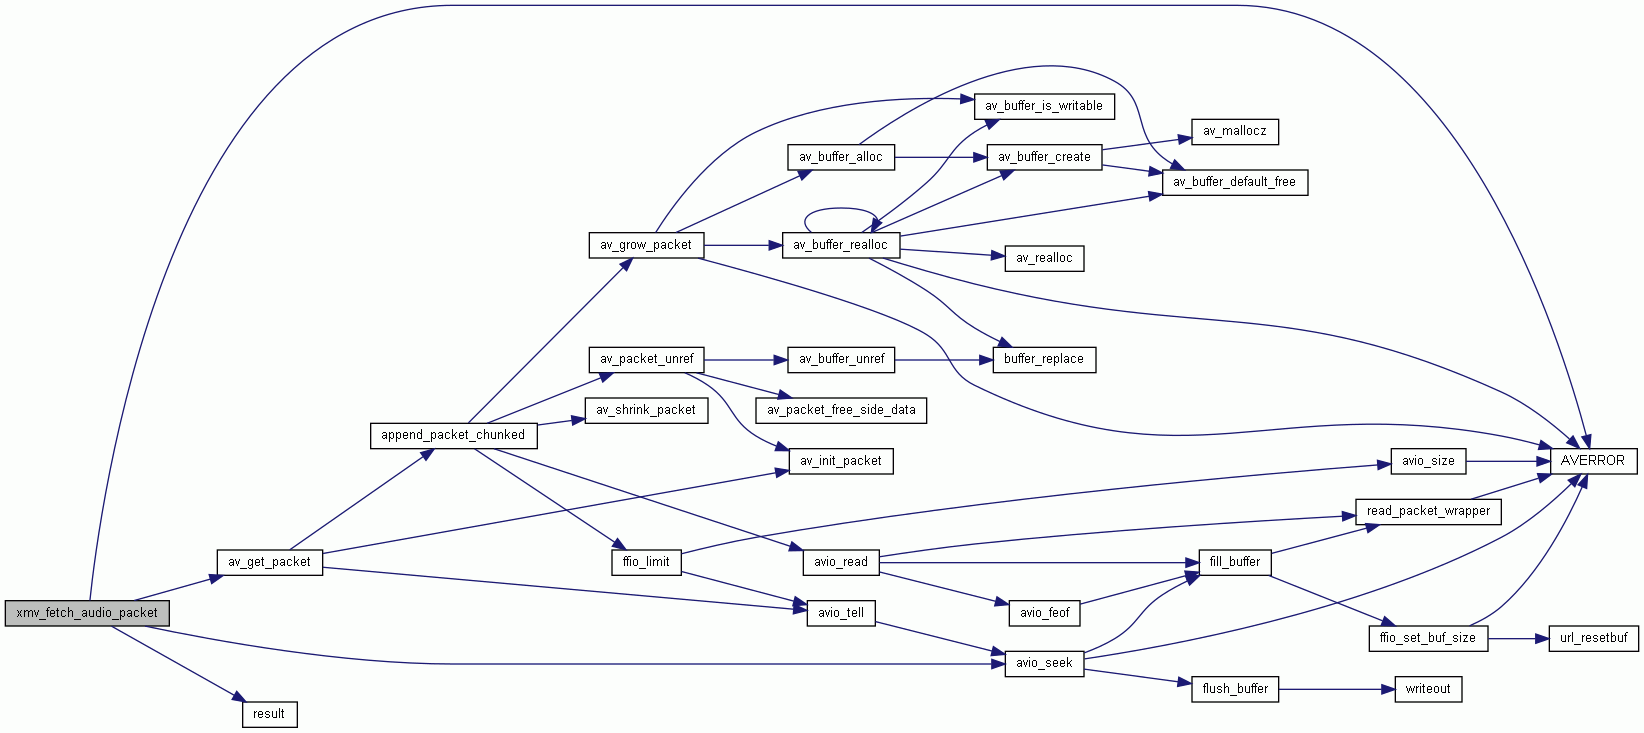 av_buffer_is_writable
av_mallocz
av_buffer_alloc
av_buffer_create
av_buffer_default_free
av_grow_packet
av_buffer_realloc
av_realloc
av_packet_unref
av_buffer_unref
buffer_replace
av_shrink_packet
av_packet_free_side_data
append_packet_chunked
av_init_packet
avio_size
AVERROR
read_packet_wrapper
av_get_packet
ffio_limit
avio_read
fill_buffer
xmv_fetch_audio_packet
avio_tell
avio_feof
ffio_set_buf_size
url_resetbuf
avio_seek
flush_buffer
writeout
result